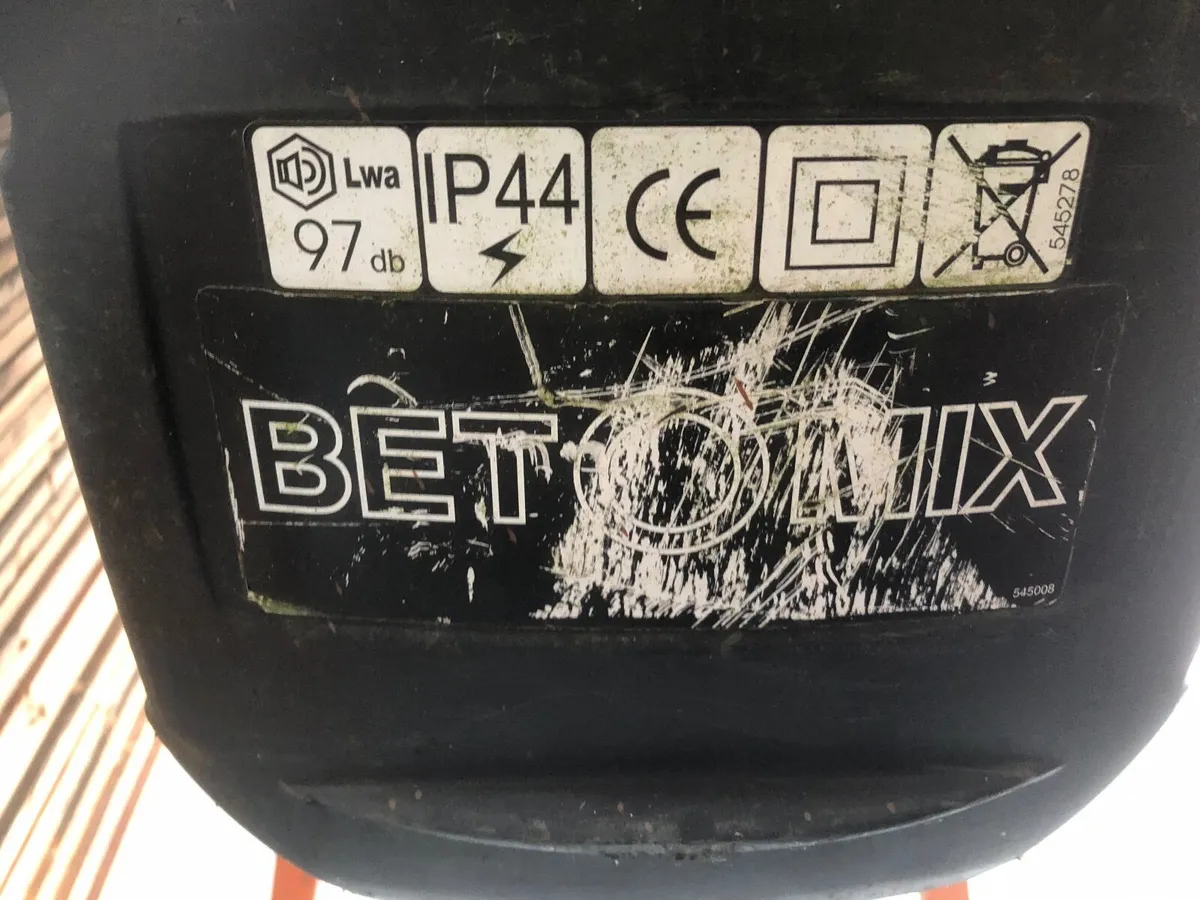 Lwa
97 db
IP44
CE
545278
BETOMIX
545008